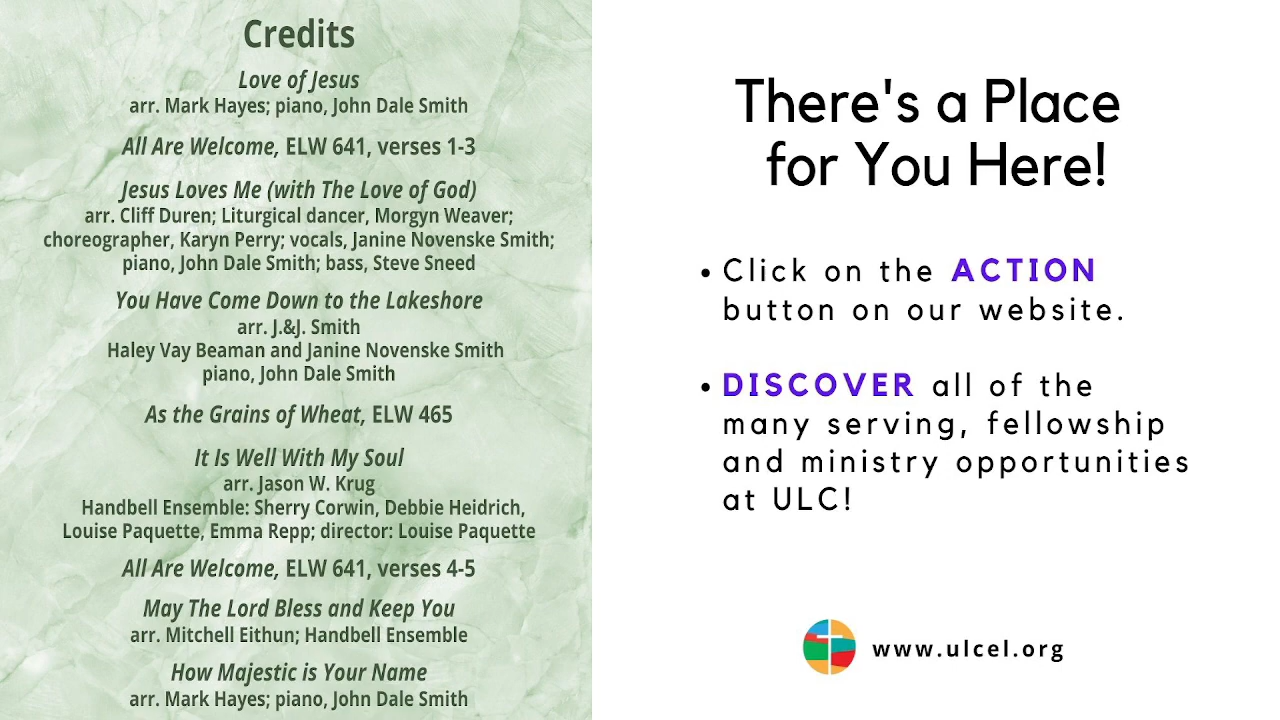 Credits
Love of Jesus
arr. Mark Hayes; piano, John Dale Smith
All Are Welcome, ELW 641, verses 1-3
Jesus Loves Me (with The Love of God)
arr. Cliff Duren; Liturgical dancer, Morgyn Weaver;
choreographer, Karyn Perry; vocals, Janine Novenske Smith;
piano, John Dale Smith; bass, Steve Sneed
You Have Come Down to the Lakeshore
arr. J.&J. Smith
Haley Vay Beaman and Janine Novenske Smith
piano, John Dale Smith
As the Grains of Wheat, ELW 465
It Is Well With My Soul
arr. Jason W. Krug
Handbell Ensemble: Sherry Corwin, Debbie Heidrich,
Louise Paquette, Emma Repp; director: Louise Paquette
All Are Welcome, ELW 641, verses 4-5
May The Lord Bless and Keep You
arr. Mitchell Eithun; Handbell Ensemble
How Majestic is Your Name
arr. Mark Hayes; piano, John Dale Smith
There's a Place
for You Here!
• Click on the ACTION
button on our website.
• DISCOVER all of the
many serving, fellowship
and ministry opportunities
at ULC!
www.ulcel.org